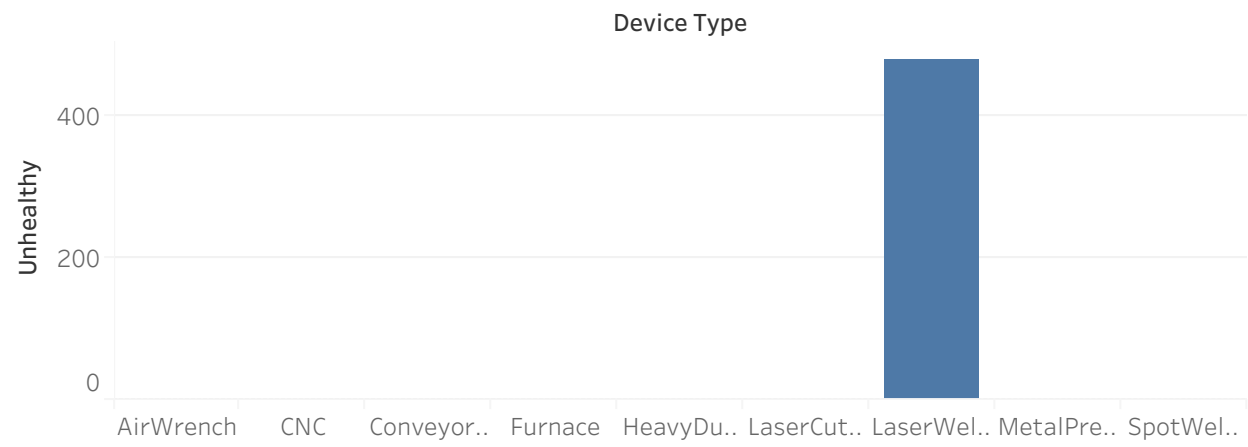 Device Type
Unhealthy
400
200
0
AirWrench CNC Conveyor.. Furnace HeavyDu.. LaserCut.. LaserWel.. MetalPre.. SpotWel..